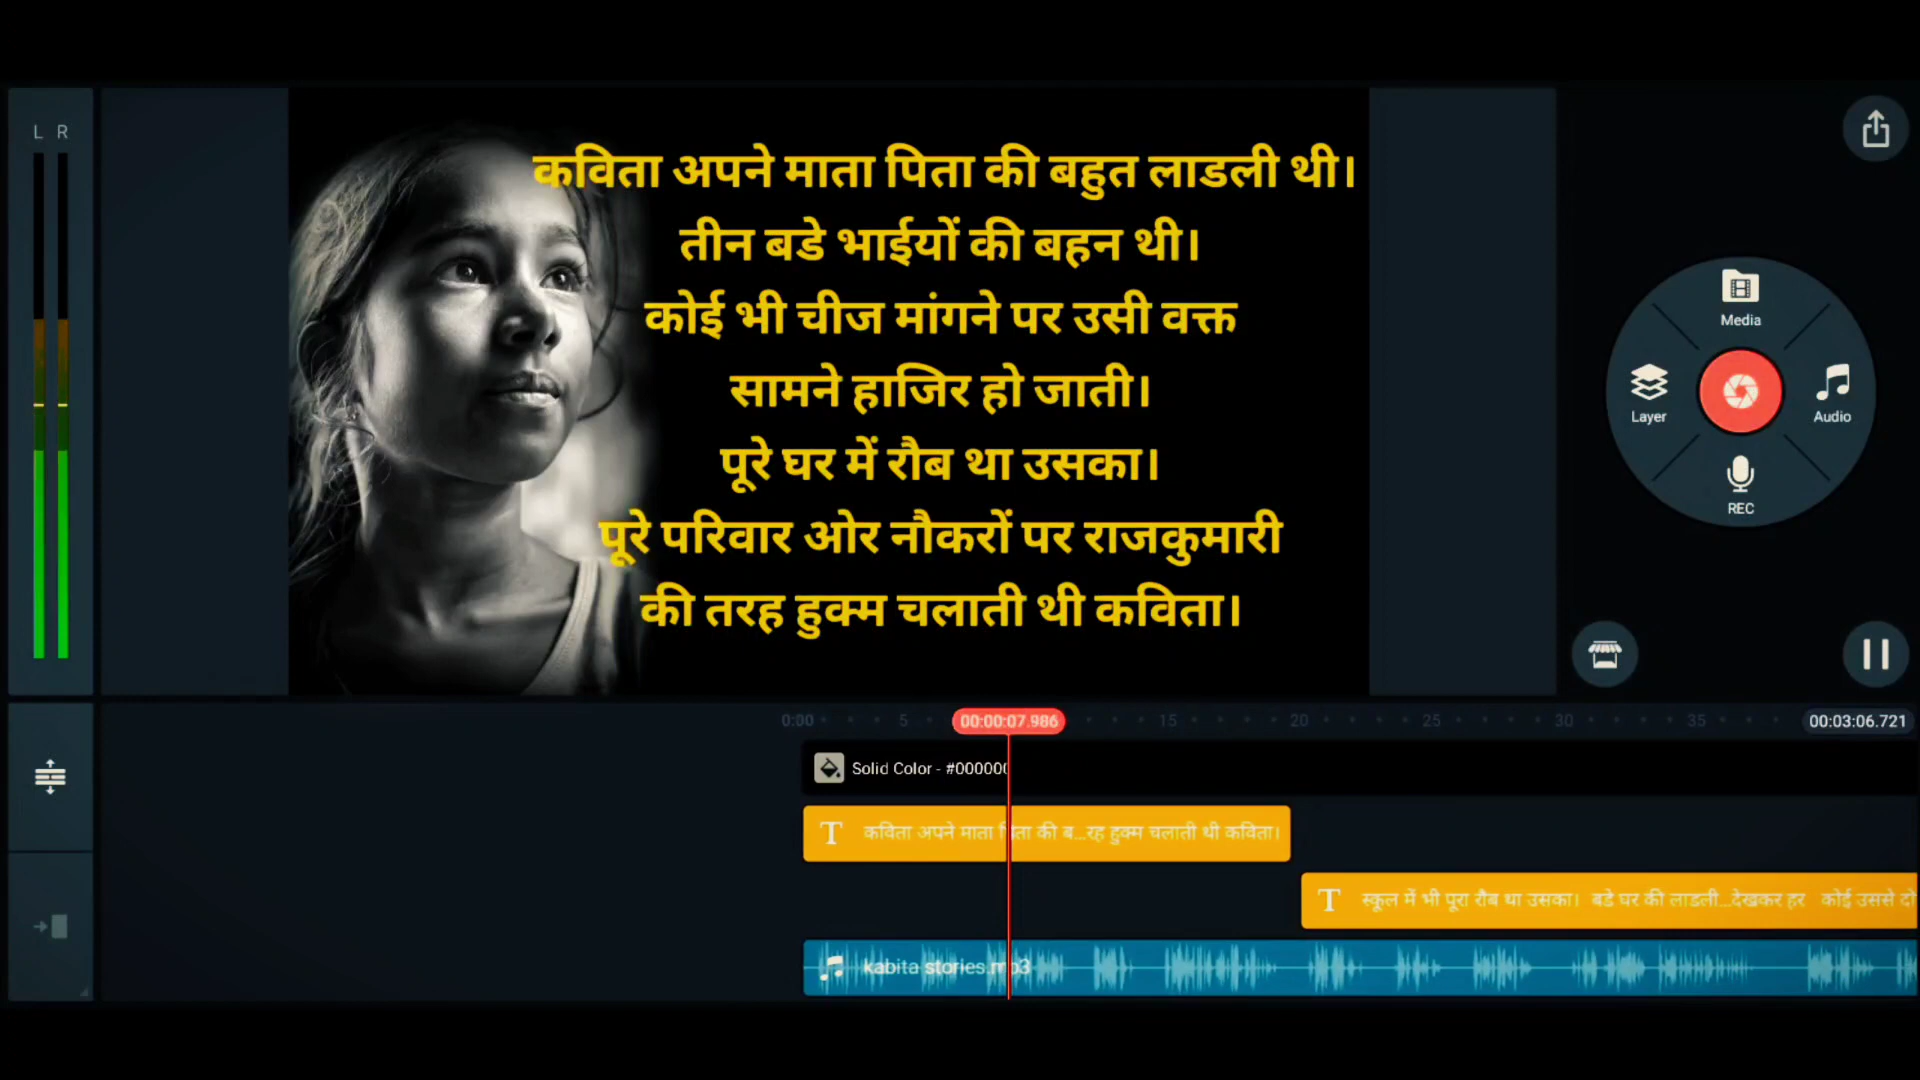 L R
कविता अपने माता पिता की बहुत लाडली थी।
तीन बडे भाईयों की बहन थी।
कोई भी चीज मांगने पर उसी वक्त
सामने हाजिर हो जाती।
पूरे घर में रौब था उसका।
पूरे परिवार ओर नौकरों पर राजकुमारी
की तरह हुक्म चलाती थी कविता।
Media
Layer
Audio
REC
0:00 5 00:00:07.986 15 20 25 30 35 00:03:06.721
Solid Color - #000000
T कविता अपने माता पिता की ब...रह हुक्म चलाती थी कविता।
T स्कूल में भी पूरा रौब था उसका। बडे घर की लाडली...देखकर हर कोई उससे दो
kabita stories.mp3